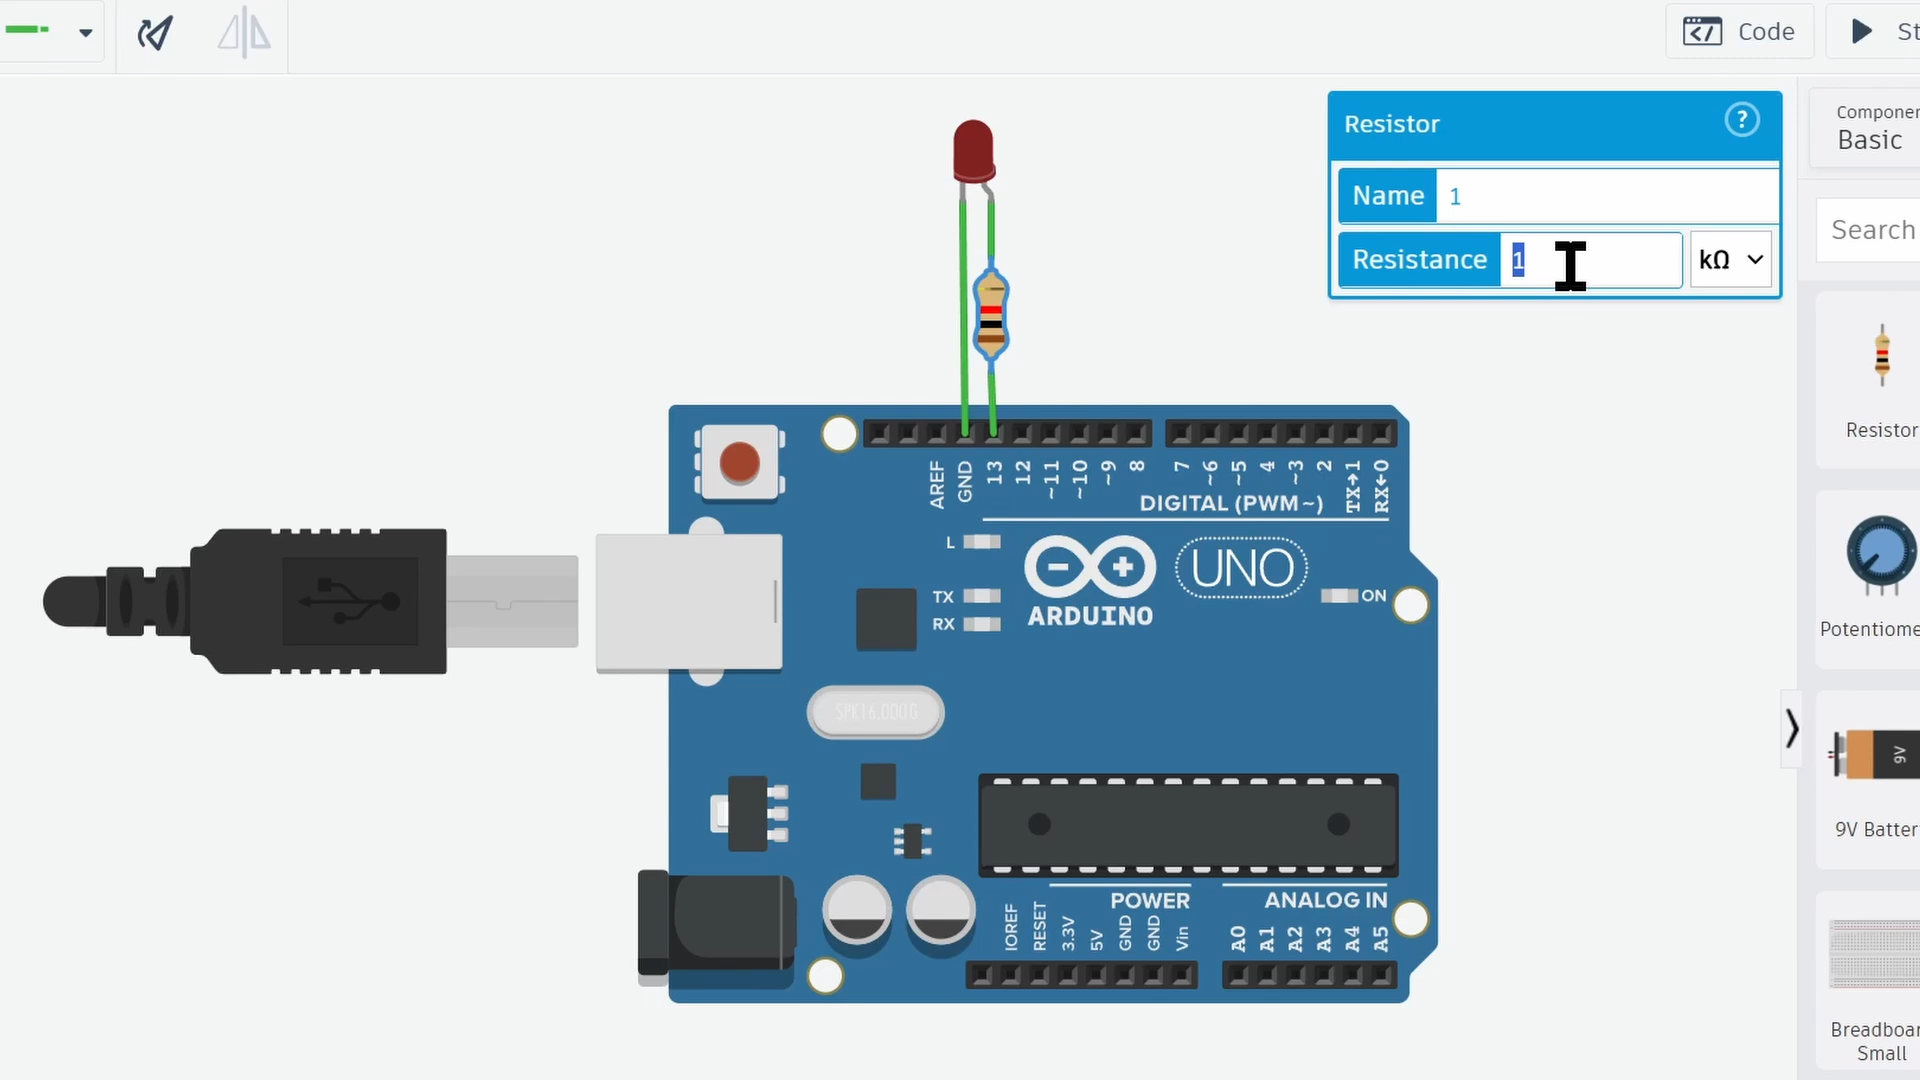 Code
St
Resistor
?
Name 1
Resistance 1 kΩ
Componen
Basic
Search
Resistor
Potentiome
9V
9V Batter
Breadboar
Small
AREF
GND
13
12
~11
~10
~9
8
7
~6
~5
4
~3
2
TX→1
RX←0
DIGITAL (PWM~)
L
TX
RX
ARDUINO
UNO
ON
SPK16.000G
POWER
ANALOG IN
IOREF
RESET
3.3V
5V
GND
GND
Vin
A0
A1
A2
A3
A4
A5